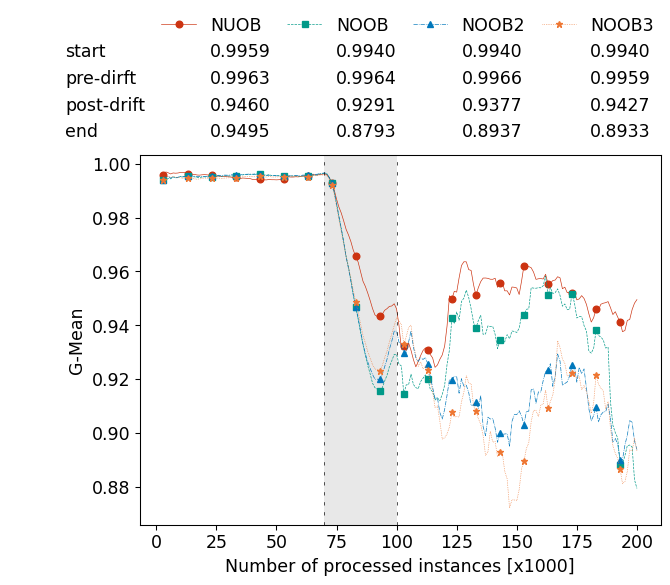 NUOB NOOB NOOB2 NOOB3
start 0.9959 0.9940 0.9940 0.9940
pre-dirft 0.9963 0.9964 0.9966 0.9959
post-drift 0.9460 0.9291 0.9377 0.9427
end 0.9495 0.8793 0.8937 0.8933
1.00
0.98
0.96
0.94
0.92
0.90
0.88
G-Mean
0 25 50 75 100 125 150 175 200
Number of processed instances [x1000]